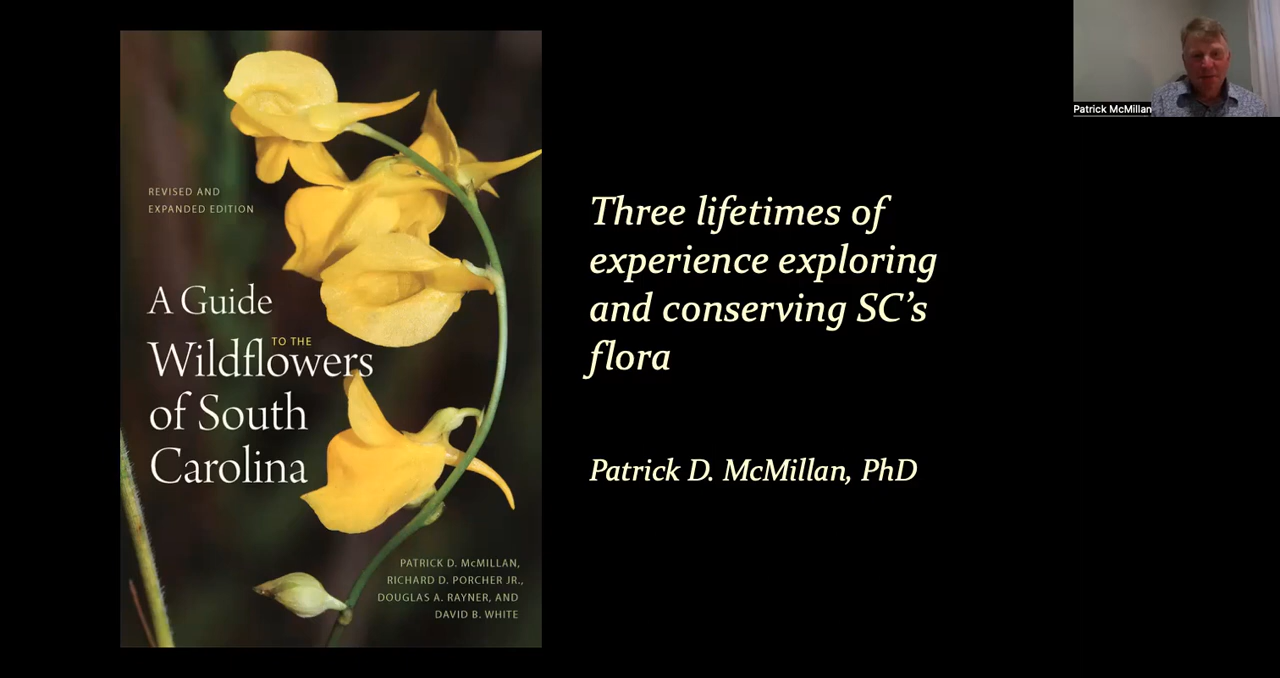 REVISED AND
EXPANDED EDITION
A Guide
TO THE
Wildflowers
of South
Carolina
PATRICK D. McMILLAN,
RICHARD D. PORCHER JR.,
DOUGLAS A. RAYNER, AND
DAVID B. WHITE
Three lifetimes of
experience exploring
and conserving SC’s
flora
Patrick D. McMillan, PhD
Patrick McMillan